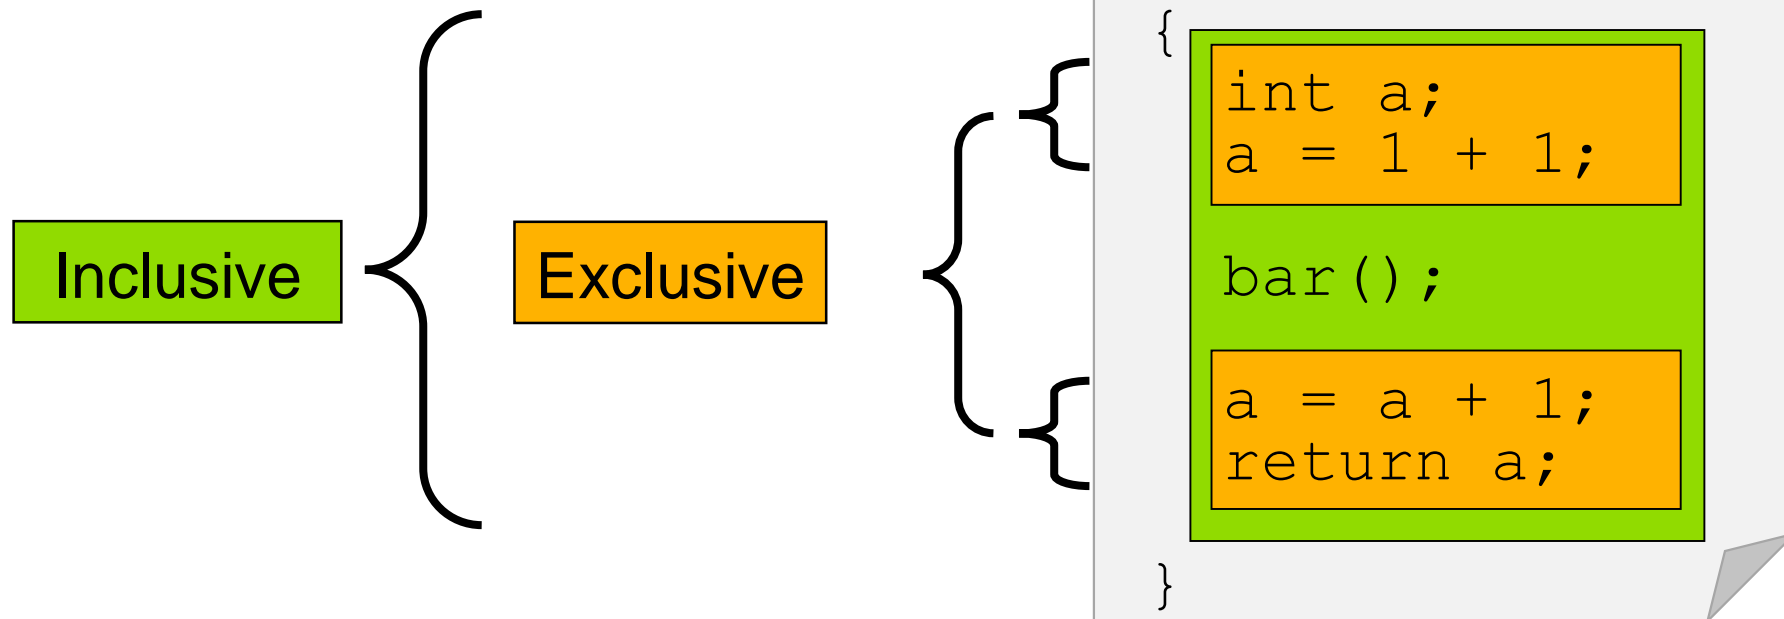 Inclusive
Exclusive
{
int a;
a = 1 + 1;
bar();
a = a + 1;
return a;
}